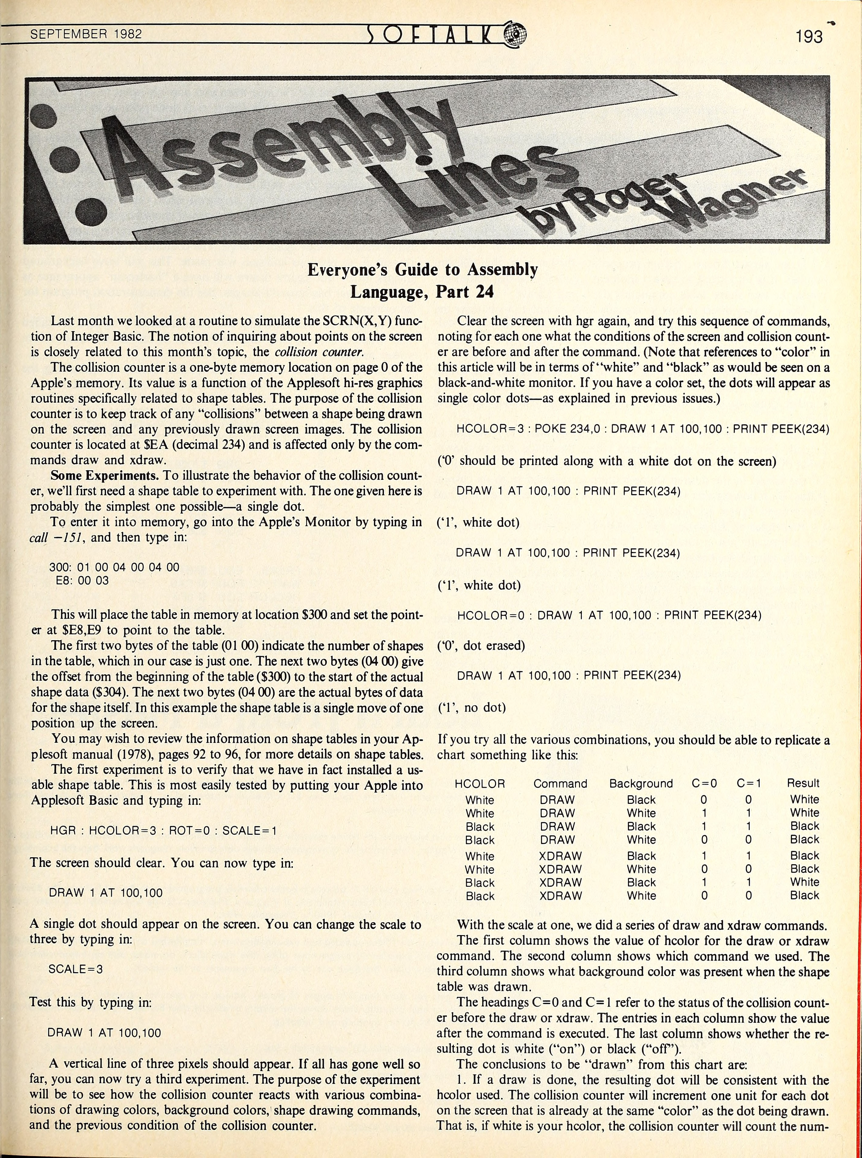 SEPTEMBER 1982
SOFTALK
193
Assembly
Lines
by Roger
Wagner
Everyone's Guide to Assembly
Language, Part 24
Last month we looked at a routine to simulate the SCRN(X,Y) func-
tion of Integer Basic. The notion of inquiring about points on the screen
is closely related to this month's topic, the collision counter.
The collision counter is a one-byte memory location on page 0 of the
Apple's memory. Its value is a function of the Applesoft hi-res graphics
routines specifically related to shape tables. The purpose of the collision
counter is to keep track of any "collisions" between a shape being drawn
on the screen and any previously drawn screen images. The collision
counter is located at $EA (decimal 234) and is affected only by the com-
mands draw and xdraw.
Some Experiments. To illustrate the behavior of the collision count-
er, we'll first need a shape table to experiment with. The one given here is
probably the simplest one possible—a single dot.
To enter it into memory, go into the Apple's Monitor by typing in
call −151, and then type in:
300: 01 00 04 00 04 00
E8: 00 03
This will place the table in memory at location $300 and set the point-
er at $E8,E9 to point to the table.
The first two bytes of the table (01 00) indicate the number of shapes
in the table, which in our case is just one. The next two bytes (04 00) give
the offset from the beginning of the table ($300) to the start of the actual
shape data ($304). The next two bytes (04 00) are the actual bytes of data
for the shape itself. In this example the shape table is a single move of one
position up the screen.
You may wish to review the information on shape tables in your Ap-
plesoft manual (1978), pages 92 to 96, for more details on shape tables.
The first experiment is to verify that we have in fact installed a us-
able shape table. This is most easily tested by putting your Apple into
Applesoft Basic and typing in:
HGR : HCOLOR=3 : ROT=0 : SCALE=1
The screen should clear. You can now type in:
DRAW 1 AT 100,100
A single dot should appear on the screen. You can change the scale to
three by typing in:
SCALE=3
Test this by typing in:
DRAW 1 AT 100,100
A vertical line of three pixels should appear. If all has gone well so
far, you can now try a third experiment. The purpose of the experiment
will be to see how the collision counter reacts with various combina-
tions of drawing colors, background colors, shape drawing commands,
and the previous condition of the collision counter.
Clear the screen with hgr again, and try this sequence of commands,
noting for each one what the conditions of the screen and collision count-
er are before and after the command. (Note that references to "color" in
this article will be in terms of "white" and "black" as would be seen on a
black-and-white monitor. If you have a color set, the dots will appear as
single color dots—as explained in previous issues.)
HCOLOR=3 : POKE 234,0 : DRAW 1 AT 100,100 : PRINT PEEK(234)
('0' should be printed along with a white dot on the screen)
DRAW 1 AT 100,100 : PRINT PEEK(234)
('1', white dot)
DRAW 1 AT 100,100 : PRINT PEEK(234)
('1', white dot)
HCOLOR=0 : DRAW 1 AT 100,100 : PRINT PEEK(234)
('0', dot erased)
DRAW 1 AT 100,100 : PRINT PEEK(234)
('1', no dot)
If you try all the various combinations, you should be able to replicate a
chart something like this:
HCOLOR Command Background C=0 C=1 Result
White DRAW Black 0 0 White
White DRAW White 1 1 White
Black DRAW Black 1 1 Black
Black DRAW White 0 0 Black
White XDRAW Black 1 1 Black
White XDRAW White 0 0 Black
Black XDRAW Black 1 1 White
Black XDRAW White 0 0 Black
With the scale at one, we did a series of draw and xdraw commands.
The first column shows the value of hcolor for the draw or xdraw
command. The second column shows which command we used. The
third column shows what background color was present when the shape
table was drawn.
The headings C=0 and C=1 refer to the status of the collision count-
er before the draw or xdraw. The entries in each column show the value
after the command is executed. The last column shows whether the re-
sulting dot is white ("on") or black ("off").
The conclusions to be "drawn" from this chart are:
1. If a draw is done, the resulting dot will be consistent with the
hcolor used. The collision counter will increment one unit for each dot
on the screen that is already at the same "color" as the dot being drawn.
That is, if white is your hcolor, the collision counter will count the num-